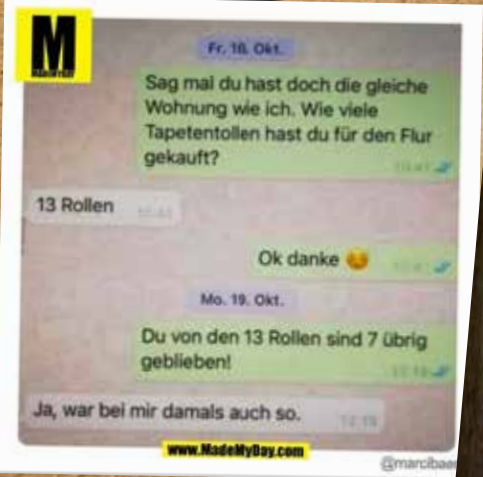 M
MADEMYDAY
Fr. 16. Okt.
Sag mal du hast doch die gleiche
Wohnung wie ich. Wie viele
Tapetentollen hast du für den Flur
gekauft?
13 Rollen
Ok danke
Mo. 19. Okt.
Du von den 13 Rollen sind 7 übrig
geblieben!
Ja, war bei mir damals auch so.
www.MadeMyDay.com